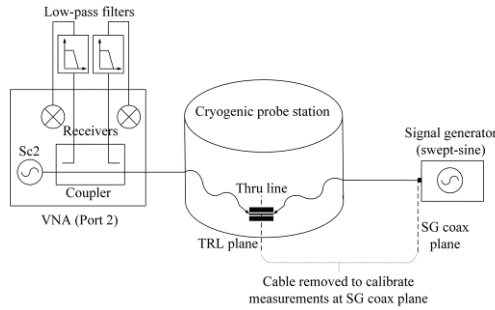 Low-pass filters
Receivers
Sc2
Coupler
VNA (Port 2)
Cryogenic probe station
Thru line
TRL plane
Signal generator
(swept-sine)
SG coax
plane
Cable removed to calibrate
measurements at SG coax plane